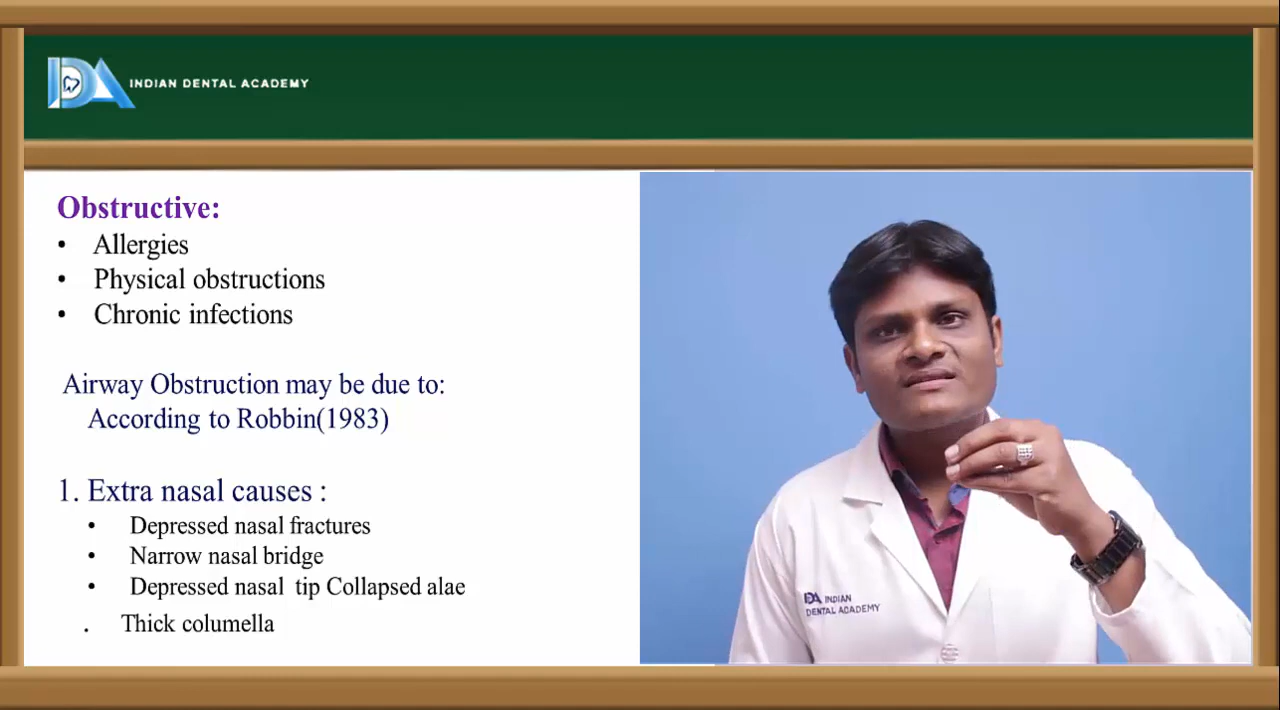 IDA INDIAN DENTAL ACADEMY
Obstructive:
• Allergies
• Physical obstructions
• Chronic infections
Airway Obstruction may be due to:
According to Robbin(1983)
1. Extra nasal causes :
• Depressed nasal fractures
• Narrow nasal bridge
• Depressed nasal tip Collapsed alae
. Thick columella
IDA INDIAN
DENTAL ACADEMY